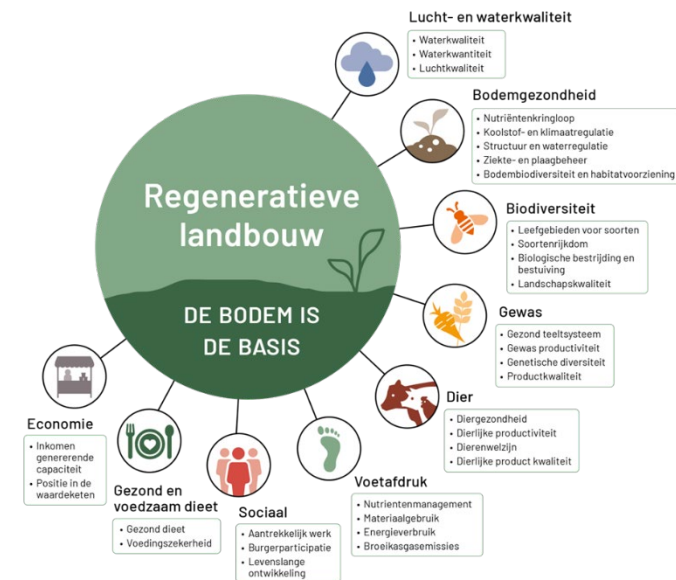 Lucht- en waterkwaliteit
• Waterkwaliteit
• Waterkwantiteit
• Luchtkwaliteit
Bodemgezondheid
• Nutriëntenkringloop
• Koolstof- en klimaatregulatie
• Structuur en waterregulatie
• Ziekte- en plaagbeheer
• Bodembiodiversiteit en habitatvoorziening
Regeneratieve
landbouw
DE BODEM IS
DE BASIS
Biodiversiteit
• Leefgebieden voor soorten
• Soortenrijkdom
• Biologische bestrijding en
bestuiving
• Landschapskwaliteit
Gewas
• Gezond teeltsysteem
• Gewas productiviteit
• Genetische diversiteit
• Productkwaliteit
Dier
• Diergezondheid
• Dierlijke productiviteit
• Dierenwelzijn
• Dierlijke product kwaliteit
Voetafdruk
• Nutrientenmanagement
• Materiaalgebruik
• Energieverbruik
• Broeikasgasemissies
Sociaal
• Aantrekkelijk werk
• Burgerparticipatie
• Levenslange
ontwikkeling
Gezond en
voedzaam dieet
• Gezond dieet
• Voedingszekerheid
Economie
• Inkomen
genererende
capaciteit
• Positie in de
waardeketen